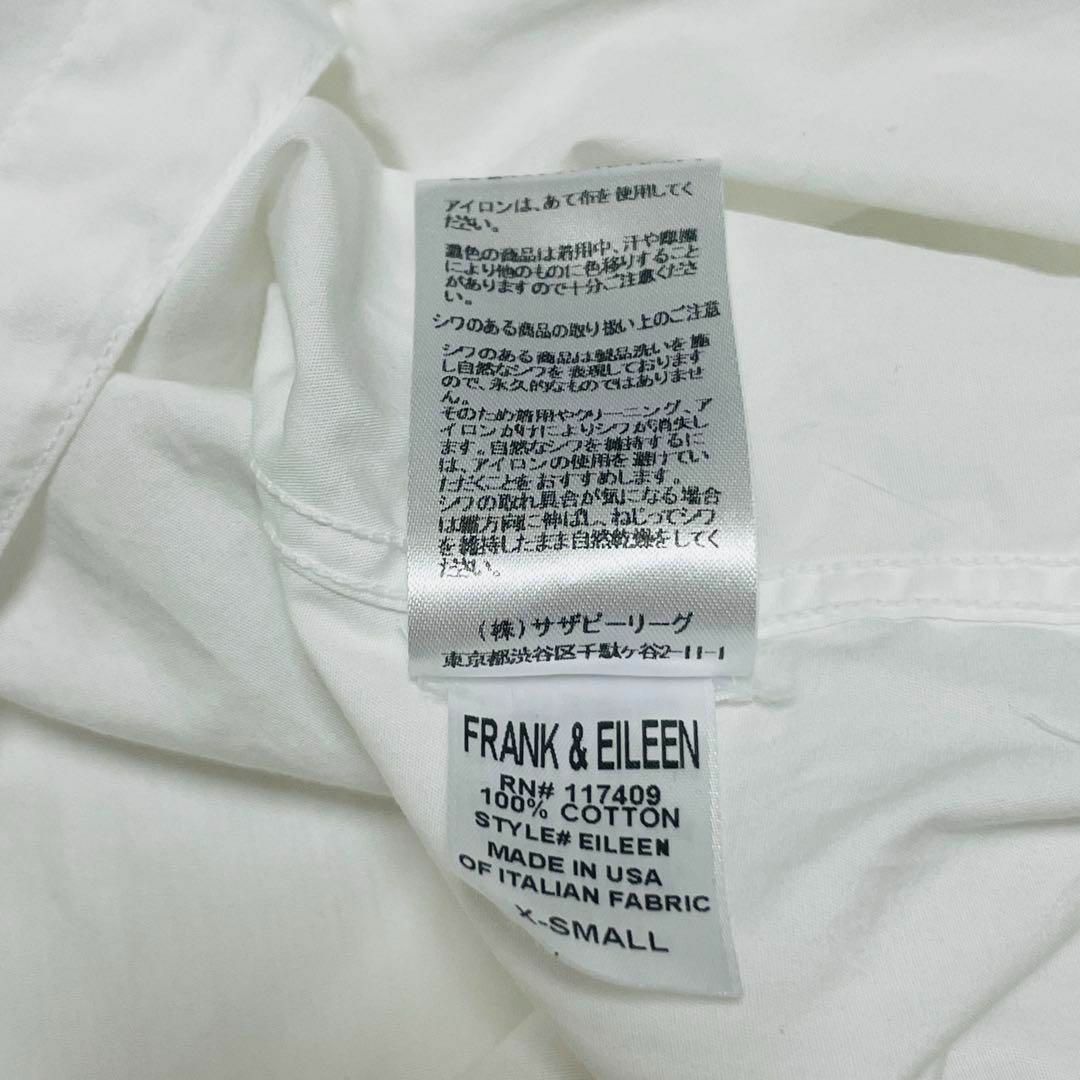 アイロンは、あて布を使用してく
ださい。
濃色の商品は着用中、汗や摩擦
により他のものに色移りすること
がありますので十分ご注意くださ
い。
シワのある商品の取り扱い上のご注意
シワのある商品は製品洗いを施
し自然なシワを表現しております
ので、永久的なものではありませ
ん。
そのため着用やクリーニング、ア
イロンがけによりシワが消失し
ます。自然なシワを維持するに
は、アイロンの使用を避けてい
ただくことをおすすめします。
シワの取れ具合が気になる場合
は縦方向に伸ばし、ねじってシワ
を維持したまま自然乾燥をしてく
ださい。
(株)サザビーリーグ
東京都渋谷区千駄ヶ谷2-11-1
FRANK & EILEEN
RN# 117409
100% COTTON
STYLE# EILEEN
MADE IN USA
OF ITALIAN FABRIC
X-SMALL